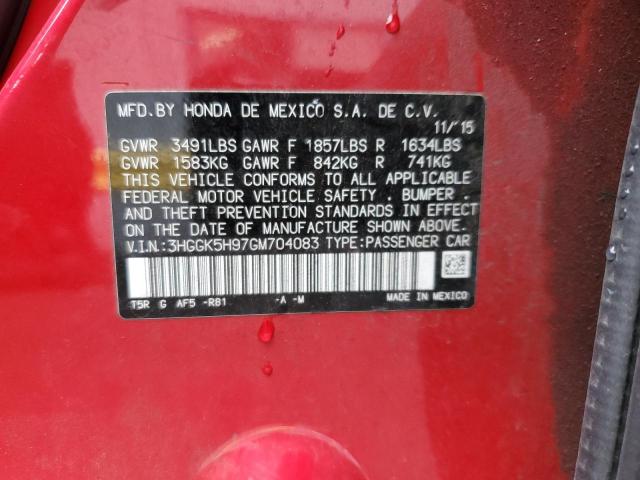 MFD.BY HONDA DE MEXICO S.A. DE C.V.
11/'15
GVWR 3491LBS GAWR F 1857LBS R 1634LBS
GVWR 1583KG GAWR F 842KG R 741KG
THIS VEHICLE CONFORMS TO ALL APPLICABLE
FEDERAL MOTOR VEHICLE SAFETY , BUMPER , AND
THEFT PREVENTION STANDARDS IN EFFECT
ON THE DATE OF MANUFACTURE SHOWN ABOVE.
V.I.N.:3HGGK5H97GM704083 TYPE:PASSENGER CAR
T5R G AF5 -R81 -A -M
MADE IN MEXICO